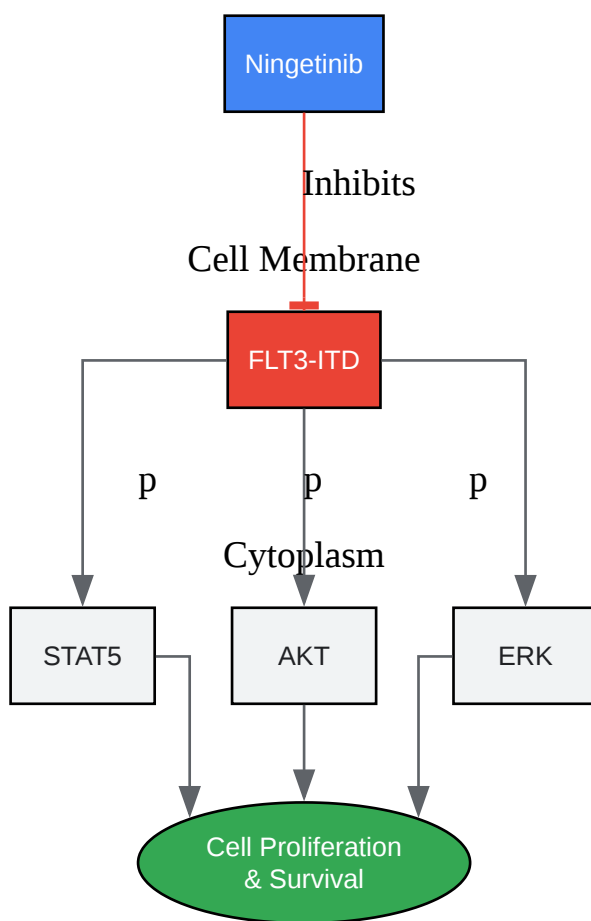 Ningetinib
Inhibits
Cell Membrane
FLT3-ITD
p
p
p
Cytoplasm
STAT5
AKT
ERK
Cell Proliferation
& Survival